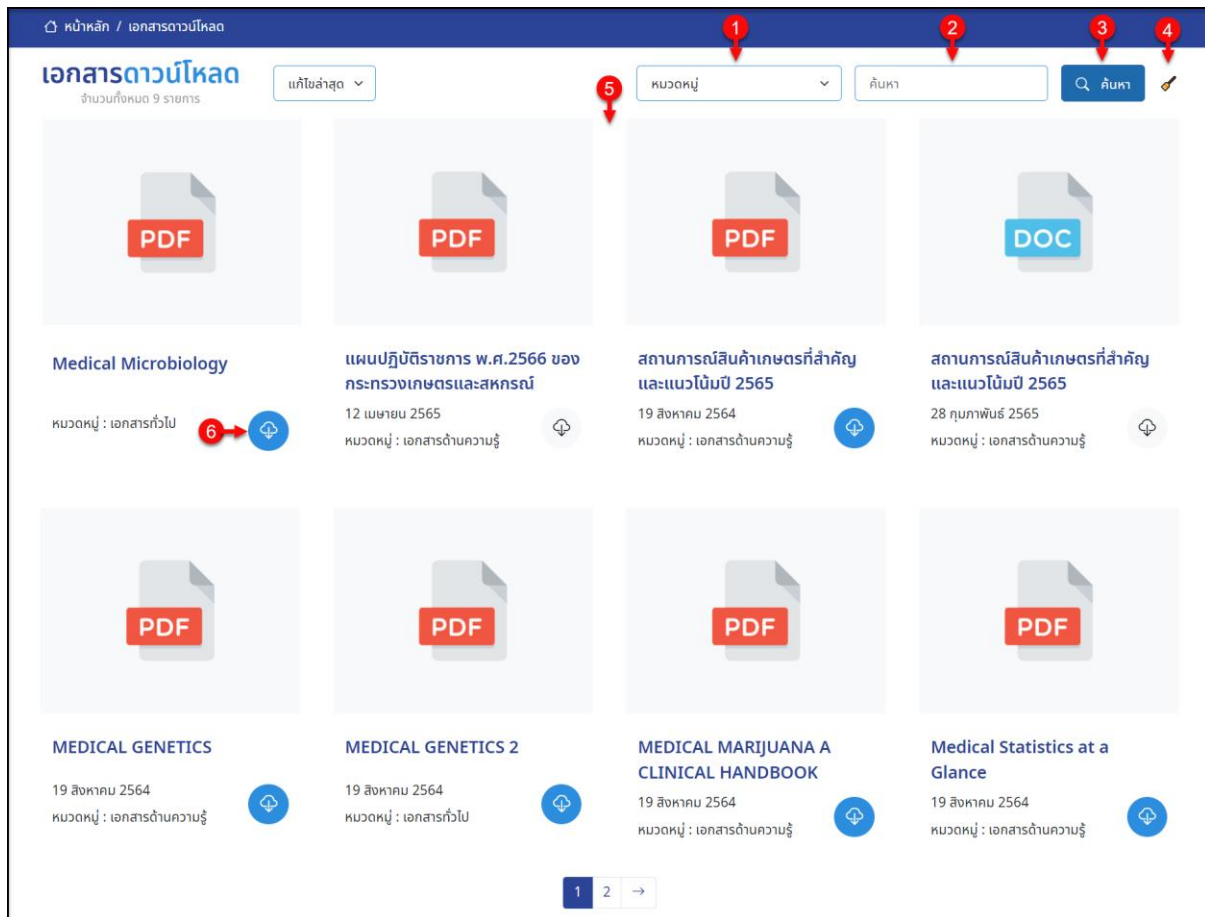 หน้าหลัก / เอกสารดาวน์โหลด
1
2
3
4
เอกสารดาวน์โหลด
จำนวนทั้งหมด 9 รายการ
แก้ไขล่าสุด
5
หมวดหมู่
ค้นหา
ค้นหา
PDF
PDF
PDF
DOC
Medical Microbiology
หมวดหมู่ : เอกสารทั่วไป
6
แผนปฏิบัติราชการ พ.ศ.2566 ของ
กระทรวงเกษตรและสหกรณ์
12 เมษายน 2565
หมวดหมู่ : เอกสารด้านความรู้
สถานการณ์สินค้าเกษตรที่สำคัญ
และแนวโน้มปี 2565
19 สิงหาคม 2564
หมวดหมู่ : เอกสารด้านความรู้
สถานการณ์สินค้าเกษตรที่สำคัญ
และแนวโน้มปี 2565
28 กุมภาพันธ์ 2565
หมวดหมู่ : เอกสารด้านความรู้
PDF
PDF
PDF
PDF
MEDICAL GENETICS
19 สิงหาคม 2564
หมวดหมู่ : เอกสารด้านความรู้
MEDICAL GENETICS 2
19 สิงหาคม 2564
หมวดหมู่ : เอกสารทั่วไป
MEDICAL MARIJUANA A
CLINICAL HANDBOOK
19 สิงหาคม 2564
หมวดหมู่ : เอกสารด้านความรู้
Medical Statistics at a
Glance
19 สิงหาคม 2564
หมวดหมู่ : เอกสารด้านความรู้
1 2 →